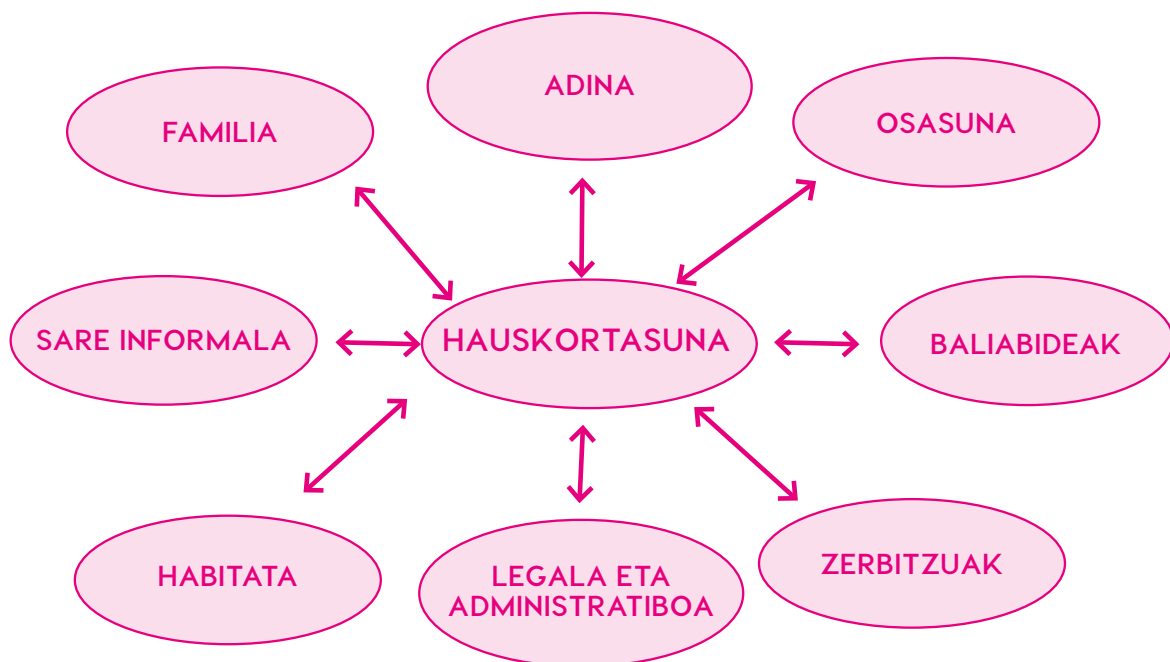 ADINA
FAMILIA
OSASUNA
SARE INFORMALA
HAUSKORTASUNA
BALIABIDEAK
HABITATA
LEGALA ETA
ADMINISTRATIBOA
ZERBITZUAK